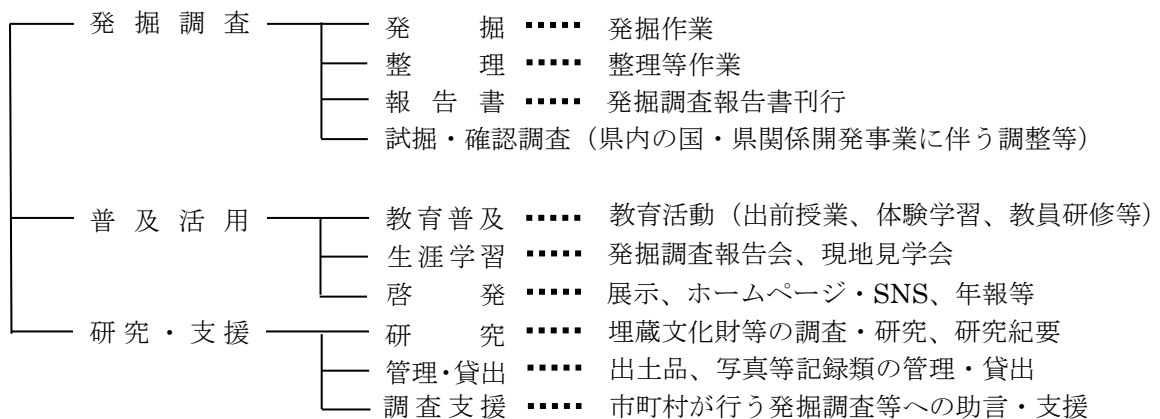 発掘調査 発掘 ▪▪▪▪▪ 発掘作業
整理 ▪▪▪▪▪ 整理等作業
報告書 ▪▪▪▪▪ 発掘調査報告書刊行
試掘・確認調査（県内の国・県関係開発事業に伴う調整等）
普及活用 教育普及 ▪▪▪▪▪ 教育活動（出前授業、体験学習、教員研修等）
生涯学習 ▪▪▪▪▪ 発掘調査報告会、現地見学会
啓発 ▪▪▪▪▪ 展示、ホームページ・SNS、年報等
研究・支援 研究 ▪▪▪▪▪ 埋蔵文化財等の調査・研究、研究紀要
管理・貸出 ▪▪▪▪▪ 出土品、写真等記録類の管理・貸出
調査支援 ▪▪▪▪▪ 市町村が行う発掘調査等への助言・支援